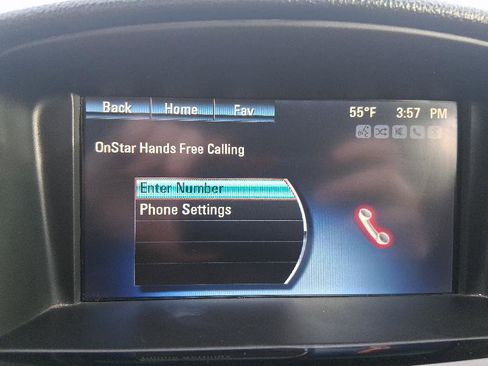 Back Home Fav 55°F 3:57 PM
OnStar Hands Free Calling
Enter Number
Phone Settings